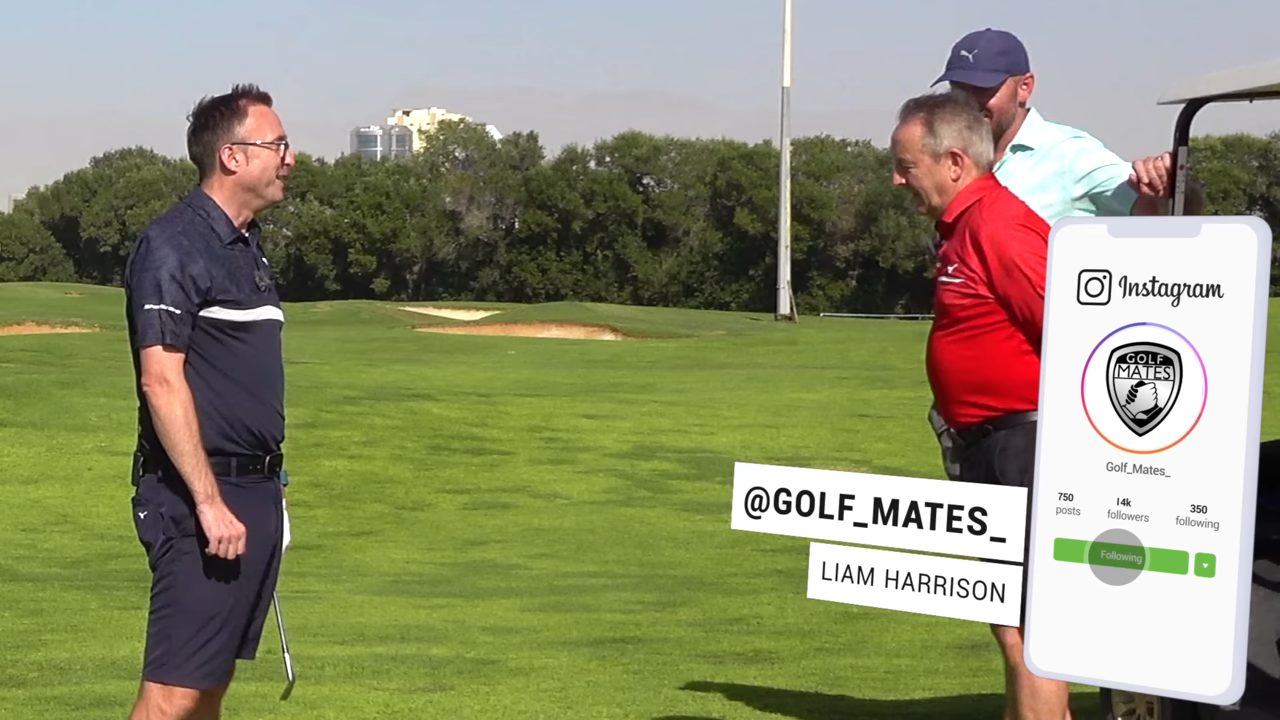 Instagram
GOLF
MATES
Golf_Mates_
750
posts
14k
followers
350
following
Following
@GOLF_MATES_
LIAM HARRISON